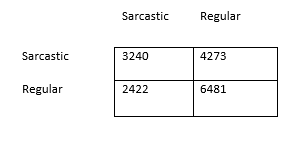 Sarcastic Regular
Sarcastic 3240 4273
Regular 2422 6481